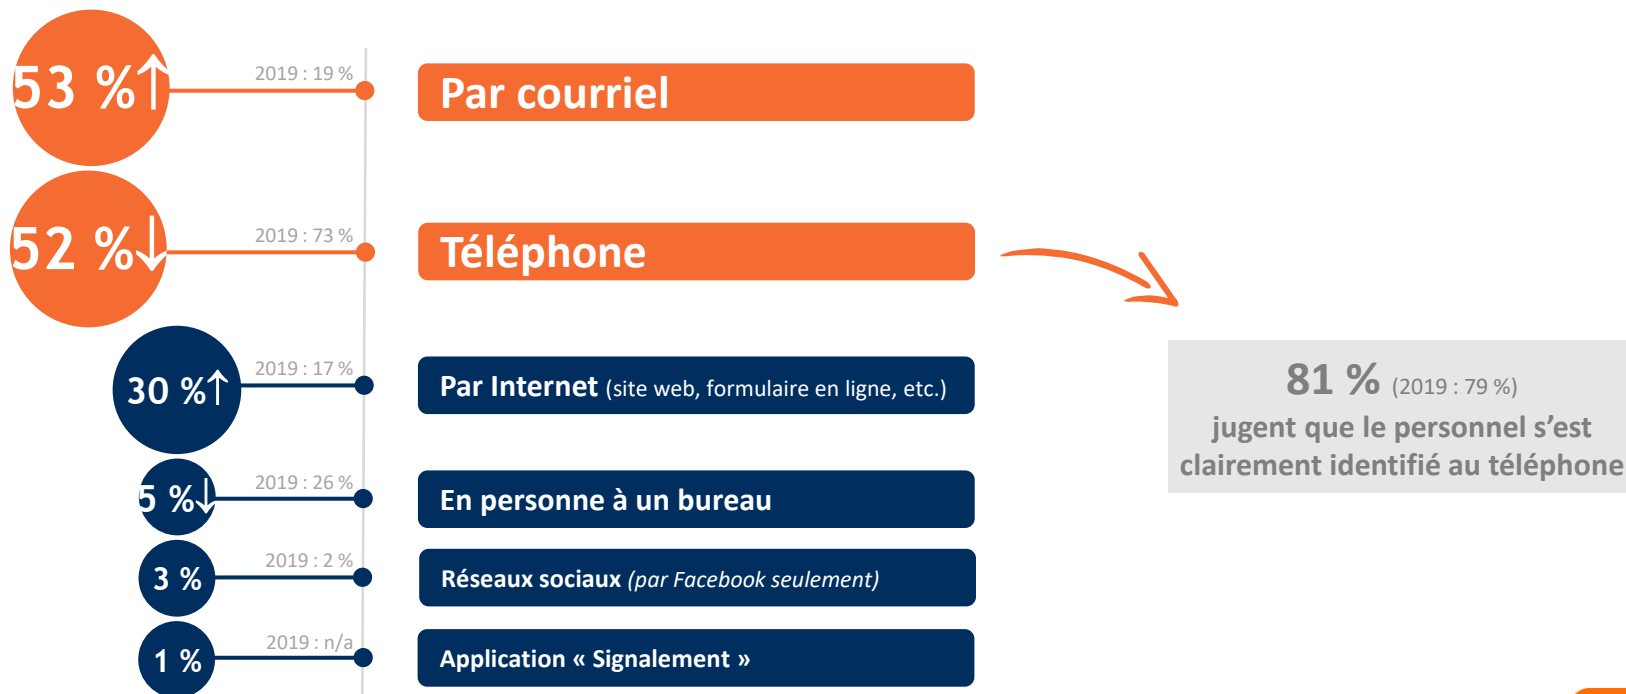 53 %↑
2019 : 19 %
Par courriel
52 %↓
2019 : 73 %
Téléphone
30 %↑
2019 : 17 %
Par Internet (site web, formulaire en ligne, etc.)
81 % (2019 : 79 %)
jugent que le personnel s’est
clairement identifié au téléphone
5 %↓
2019 : 26 %
En personne à un bureau
3 %
2019 : 2 %
Réseaux sociaux (par Facebook seulement)
1 %
2019 : n/a
Application « Signalement »